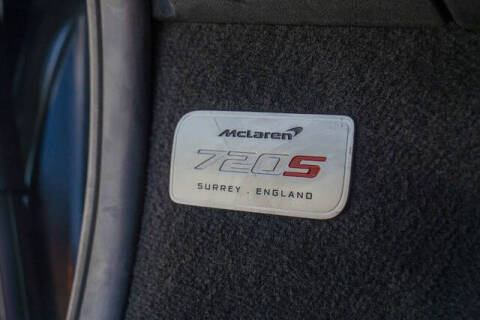 McLaren
720S
SURREY . ENGLAND